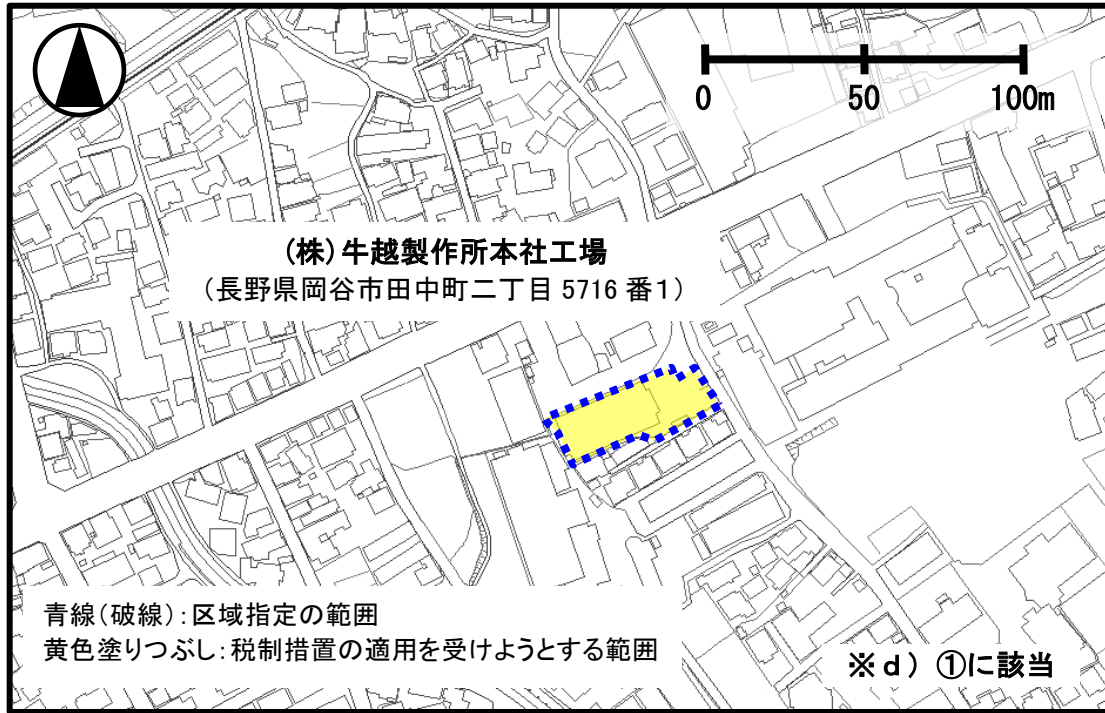 0 50 100m
(株)牛越製作所本社工場
(長野県岡谷市田中町二丁目 5716 番1)
青線(破線):区域指定の範囲
黄色塗りつぶし:税制措置の適用を受けようとする範囲
※d) ①に該当